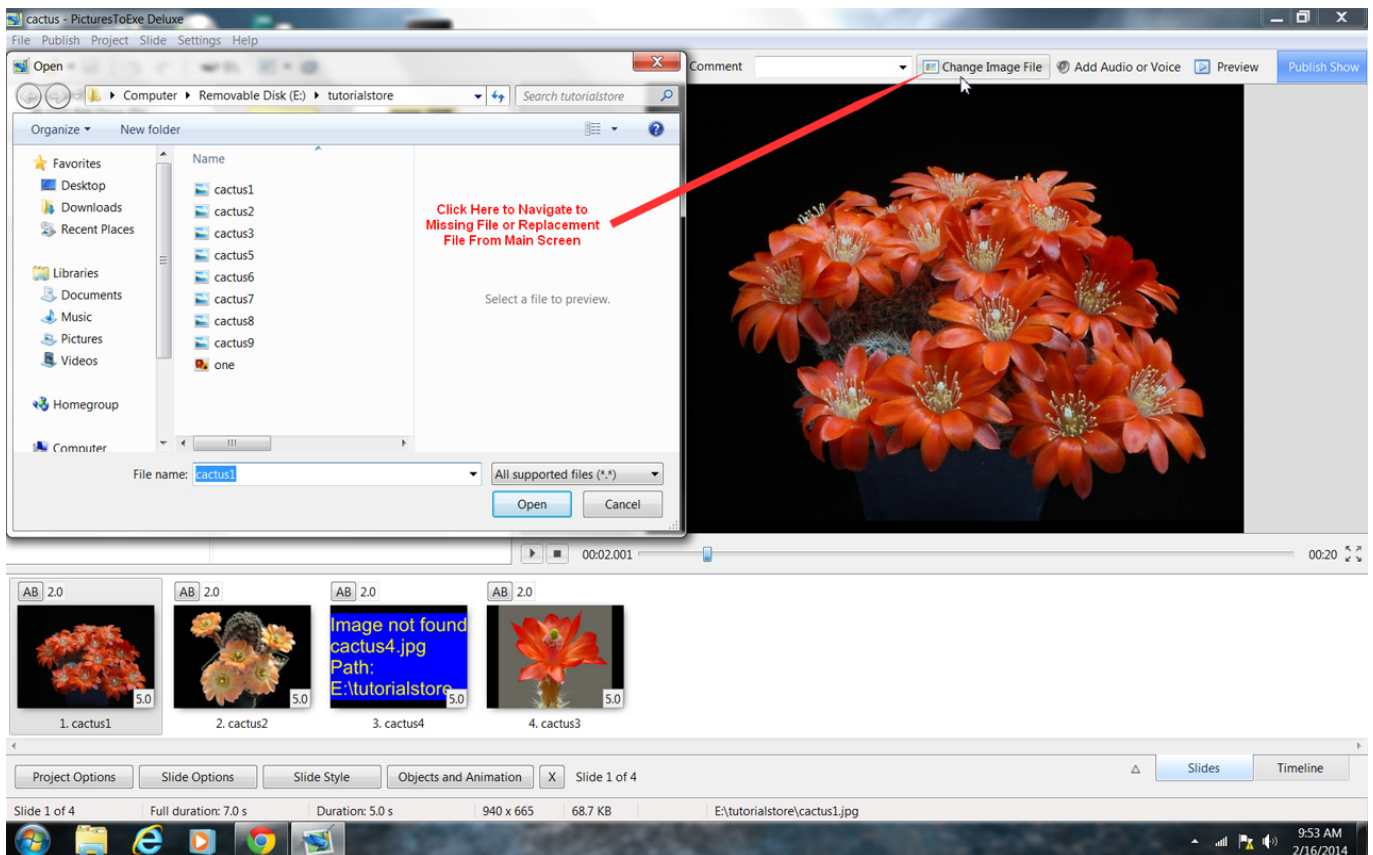 cactus - PicturesToExe Deluxe
File Publish Project Slide Settings Help
Open
Comment
Change Image File
Add Audio or Voice
Preview
Publish Show
Computer Removable Disk (E:) tutorialstore
Search tutorialstore
Organize New folder
Name
Favorites
Desktop
Downloads
Recent Places
Libraries
Documents
Music
Pictures
Videos
Homegroup
Computer
cactus1
cactus2
cactus3
cactus5
cactus6
cactus7
cactus8
cactus9
one
Click Here to Navigate to
Missing File or Replacement
File From Main Screen
Select a file to preview.
File name: cactus1
All supported files (*.*)
Open Cancel
00:02.001
00:20
AB 2.0
5.0
1. cactus1
AB 2.0
5.0
2. cactus2
AB 2.0
Image not found
cactus4.jpg
Path:
E:\tutorialstore
5.0
3. cactus4
AB 2.0
5.0
4. cactus3
Project Options Slide Options Slide Style Objects and Animation X Slide 1 of 4
Slides Timeline
Slide 1 of 4 Full duration: 7.0 s Duration: 5.0 s 940 x 665 68.7 KB E:\tutorialstore\cactus1.jpg
9:53 AM
2/16/2014